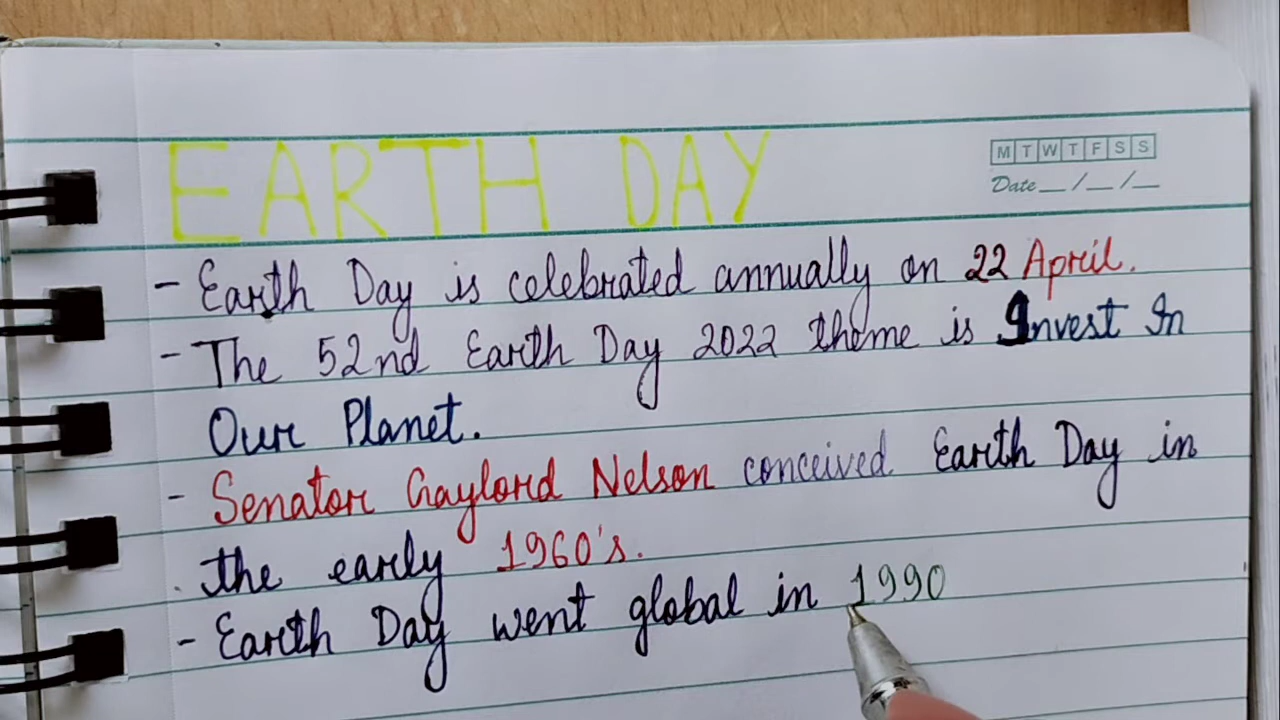 EARTH DAY
M T W T F S S
Date __/__/__
- Earth Day is celebrated annually on 22 April.
- The 52nd Earth Day 2022 theme is Invest In
Our Planet.
- Senator Gaylord Nelson conceived Earth Day in
the early 1960's.
- Earth Day went global in 1990